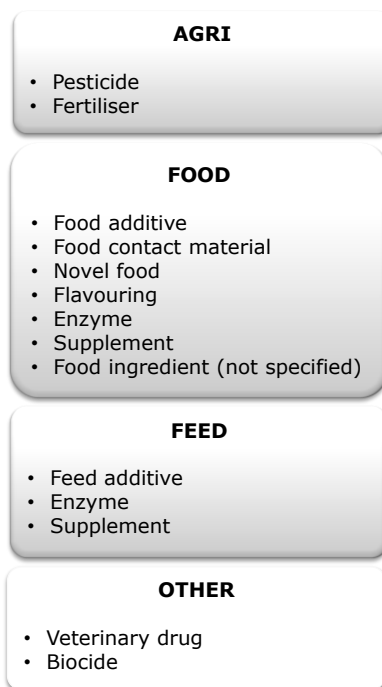 AGRI
• Pesticide
• Fertiliser
FOOD
• Food additive
• Food contact material
• Novel food
• Flavouring
• Enzyme
• Supplement
• Food ingredient (not specified)
FEED
• Feed additive
• Enzyme
• Supplement
OTHER
• Veterinary drug
• Biocide